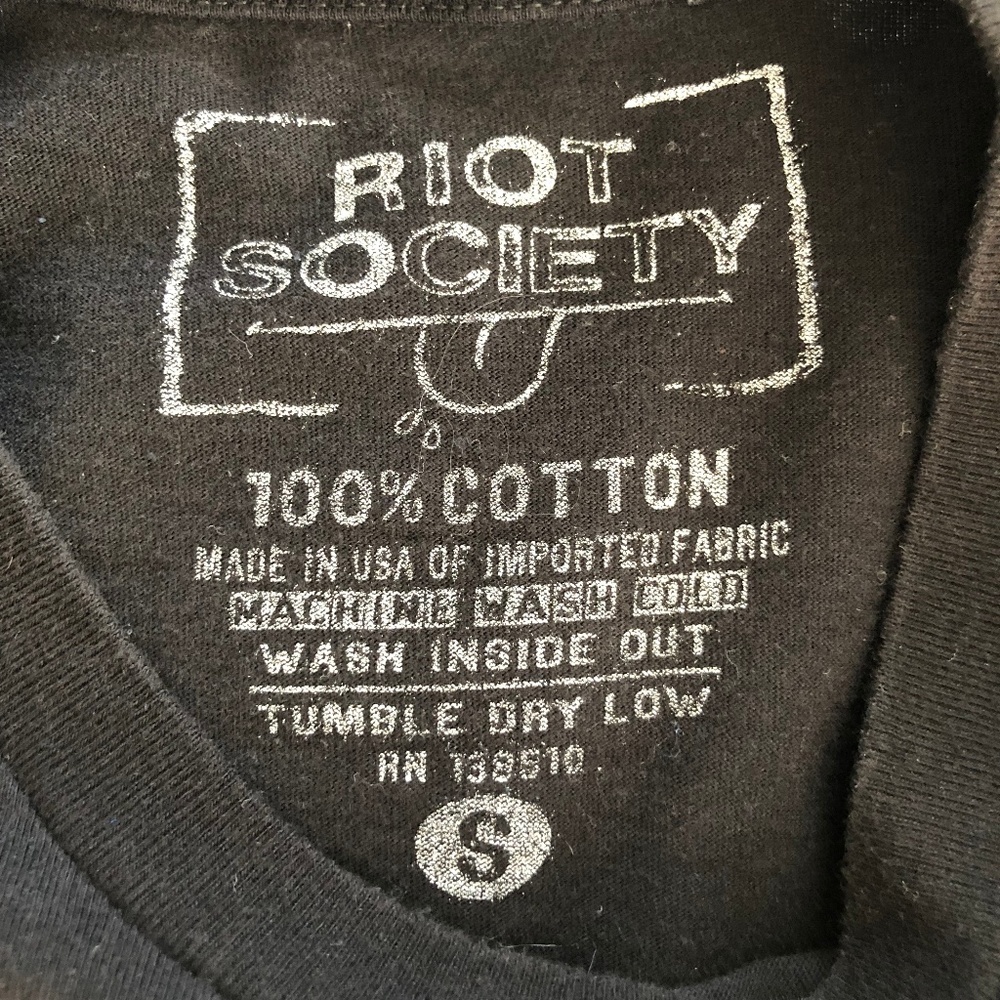 RIOT
SOCIETY
100% COTTON
MADE IN USA OF IMPORTED FABRIC
MACHINE WASH COLD
WASH INSIDE OUT
TUMBLE DRY LOW
RN
S